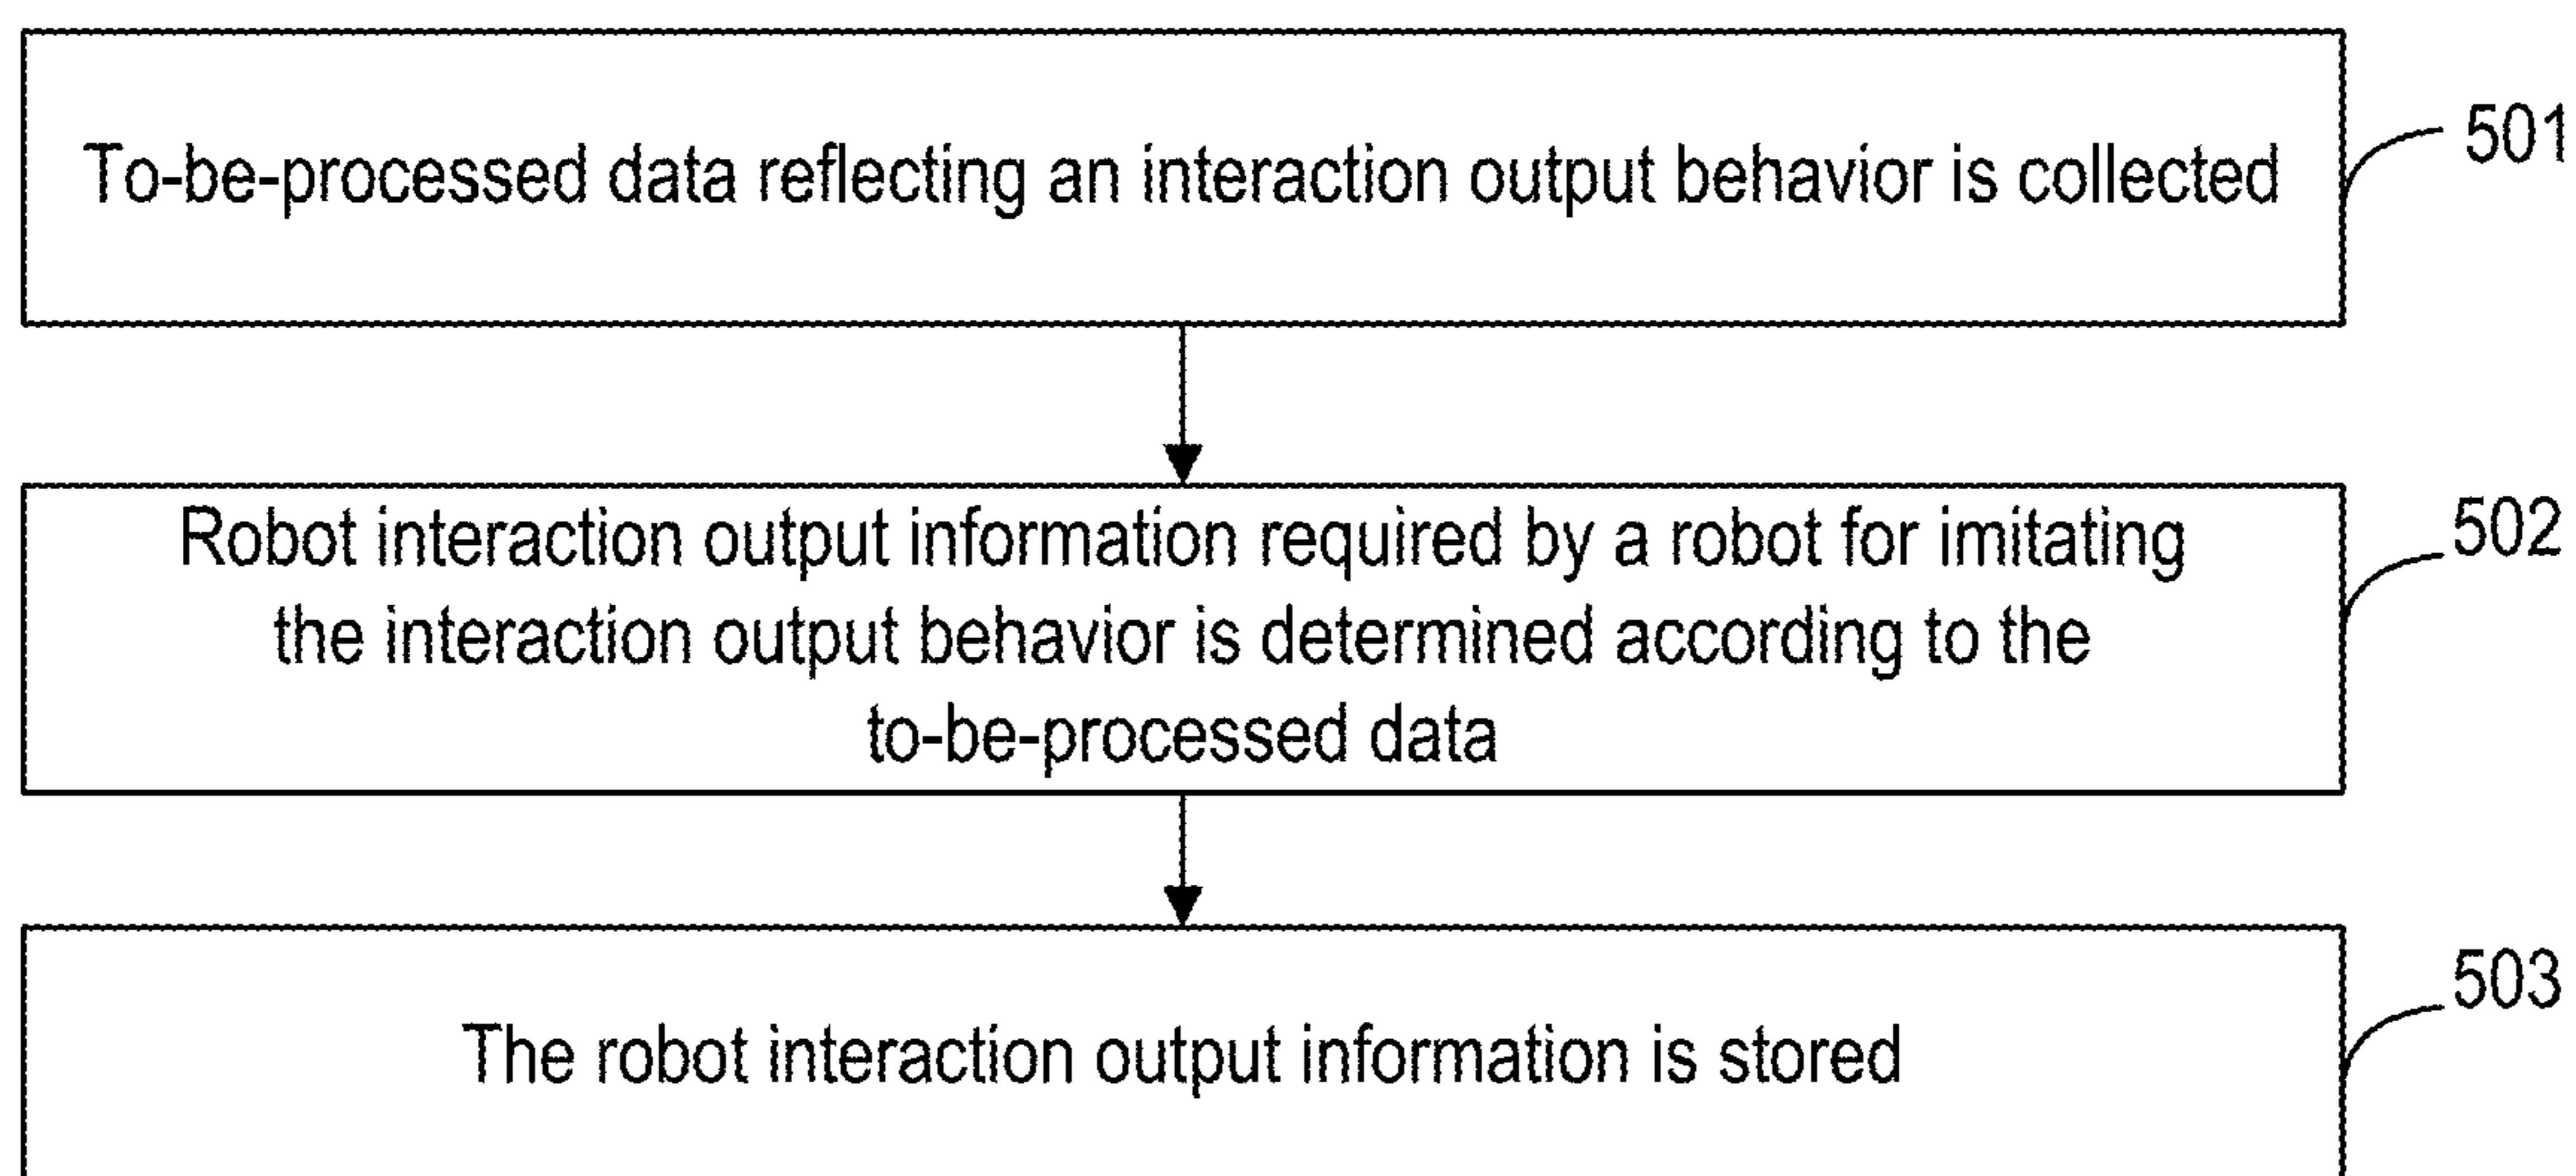 To-be-processed data reflecting an interaction output behavior is collected
501
Robot interaction output information required by a robot for imitating
the interaction output behavior is determined according to the
to-be-processed data
502
The robot interaction output information is stored
503